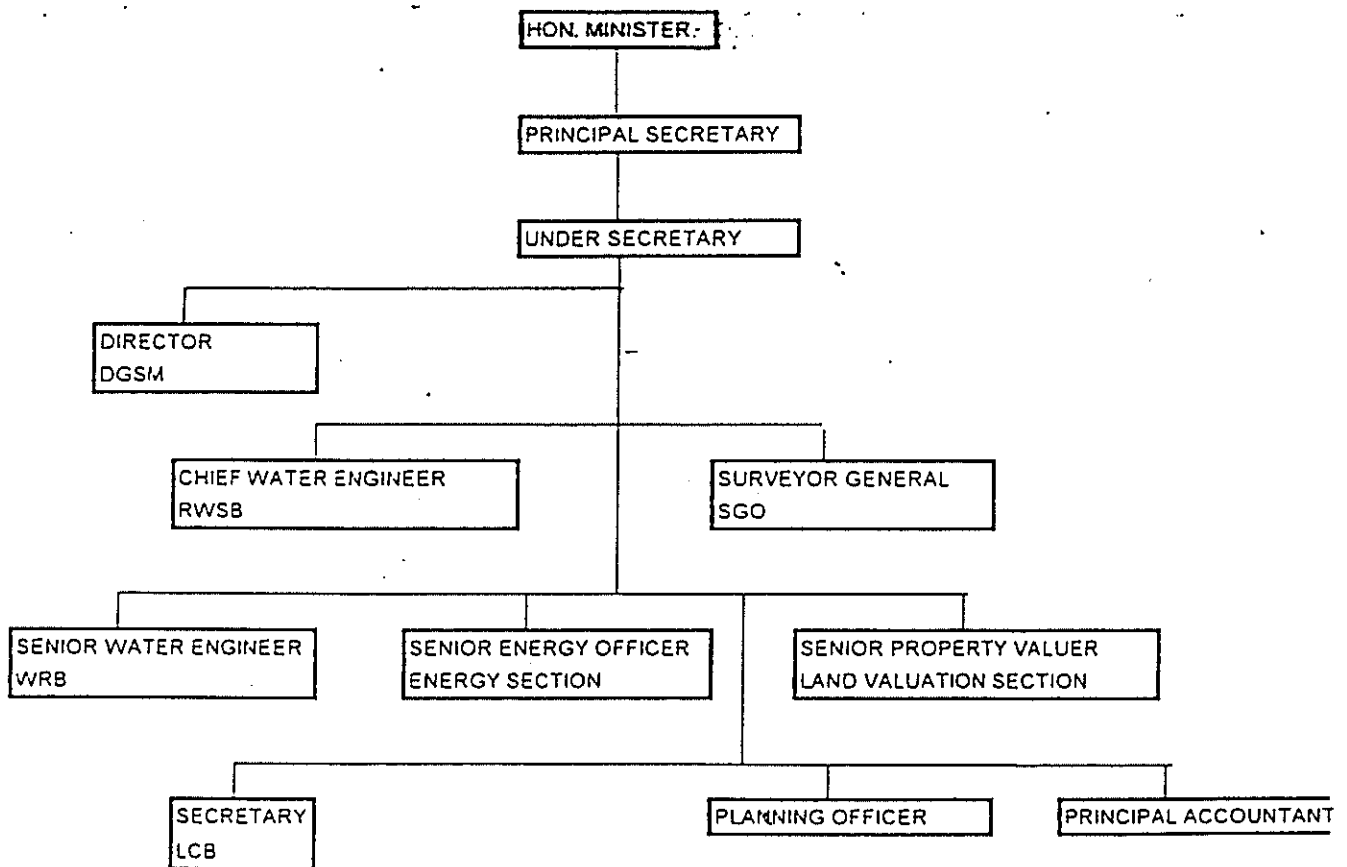 HON. MINISTER
PRINCIPAL SECRETARY
UNDER SECRETARY
DIRECTOR
DGSM
CHIEF WATER ENGINEER
RWSB
SURVEYOR GENERAL
SGO
SENIOR WATER ENGINEER
WRB
SENIOR ENERGY OFFICER
ENERGY SECTION
SENIOR PROPERTY VALUER
LAND VALUATION SECTION
SECRETARY
LCB
PLANNING OFFICER
PRINCIPAL ACCOUNTANT